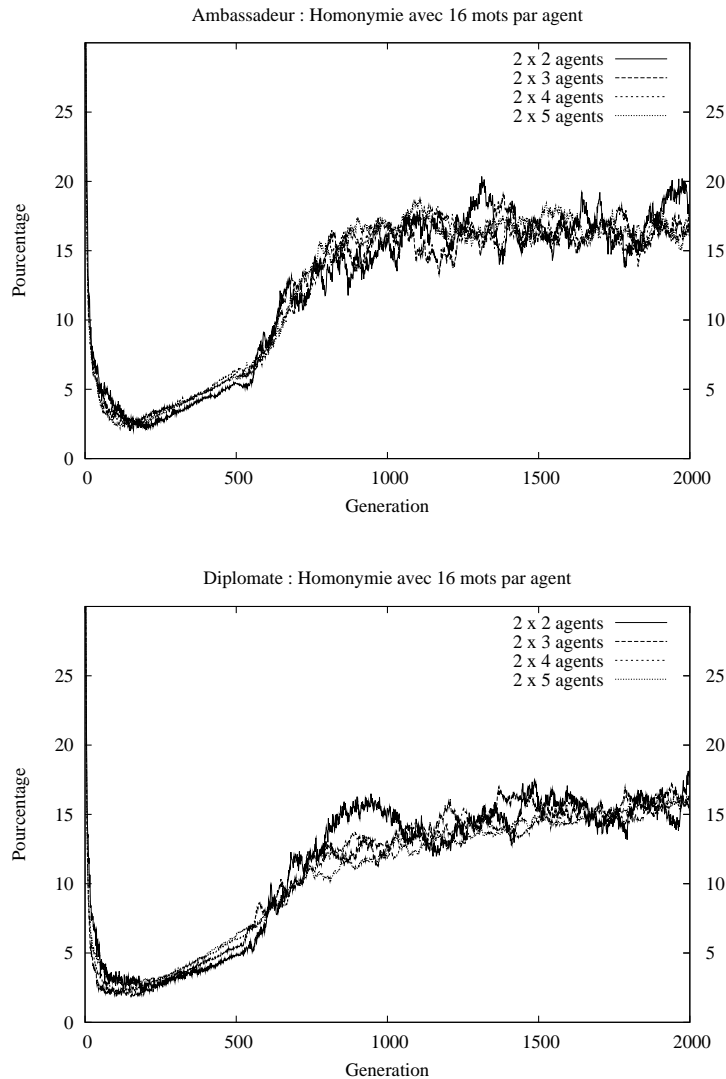 Ambassadeur : Homonymie avec 16 mots par agent
2 x 2 agents
2 x 3 agents
2 x 4 agents
2 x 5 agents
25 25
20 20
15 15
10 10
5 5
0 0
0 500 1000 1500 2000
Pourcentage
Generation
Diplomate : Homonymie avec 16 mots par agent
2 x 2 agents
2 x 3 agents
2 x 4 agents
2 x 5 agents
25 25
20 20
15 15
10 10
5 5
0 0
0 500 1000 1500 2000
Pourcentage
Generation